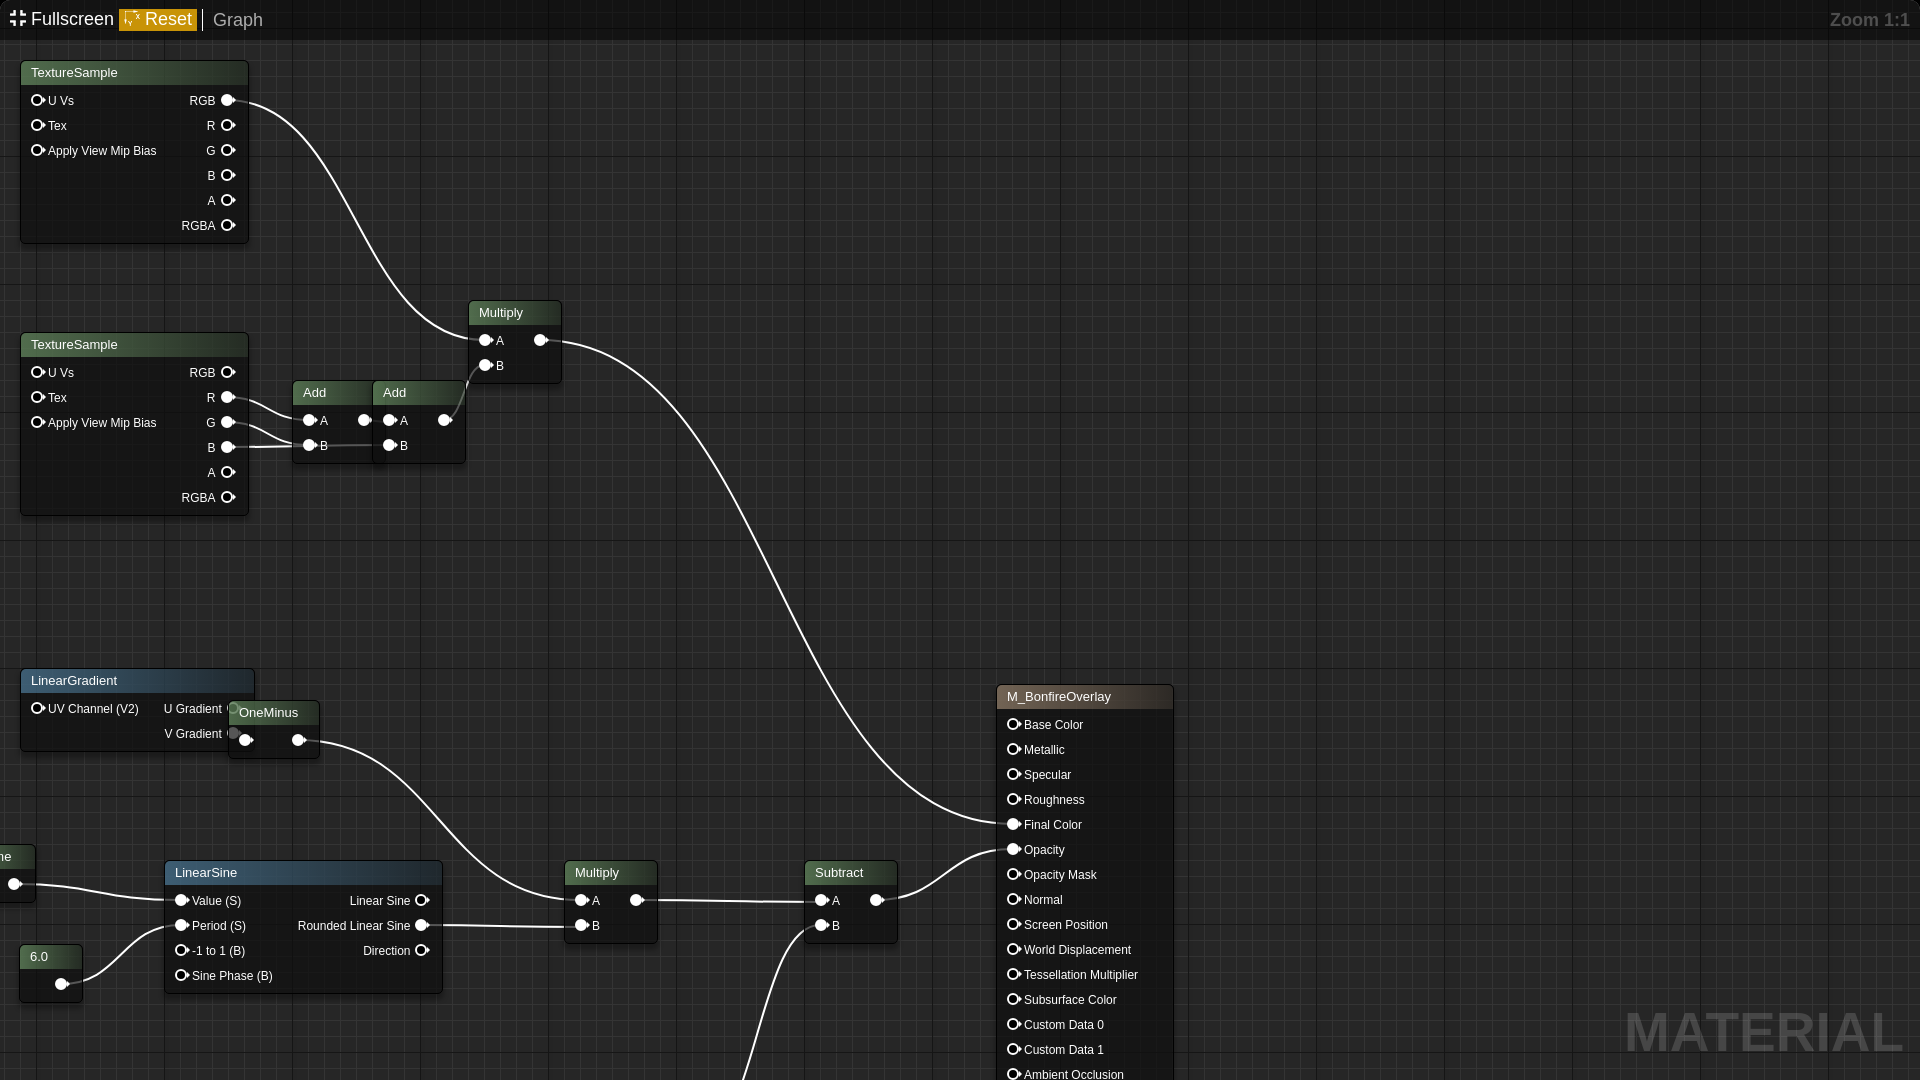 Fullscreen Reset Graph
Zoom 1:1
TextureSample
U Vs RGB
Tex R
Apply View Mip Bias G
B
A
RGBA
Multiply
A
B
TextureSample
U Vs RGB
Tex R
Apply View Mip Bias G
B
A
RGBA
Add
A
B
Add
A
B
LinearGradient
UV Channel (V2) U Gradient
V Gradient
OneMinus
M_BonfireOverlay
Base Color
Metallic
Specular
Roughness
Final Color
Opacity
Opacity Mask
Normal
Screen Position
World Displacement
Tessellation Multiplier
Subsurface Color
Custom Data 0
Custom Data 1
Ambient Occlusion
LinearSine
Value (S) Linear Sine
Period (S) Rounded Linear Sine
-1 to 1 (B) Direction
Sine Phase (B)
6.0
Multiply
A
B
Subtract
A
B
MATERIAL